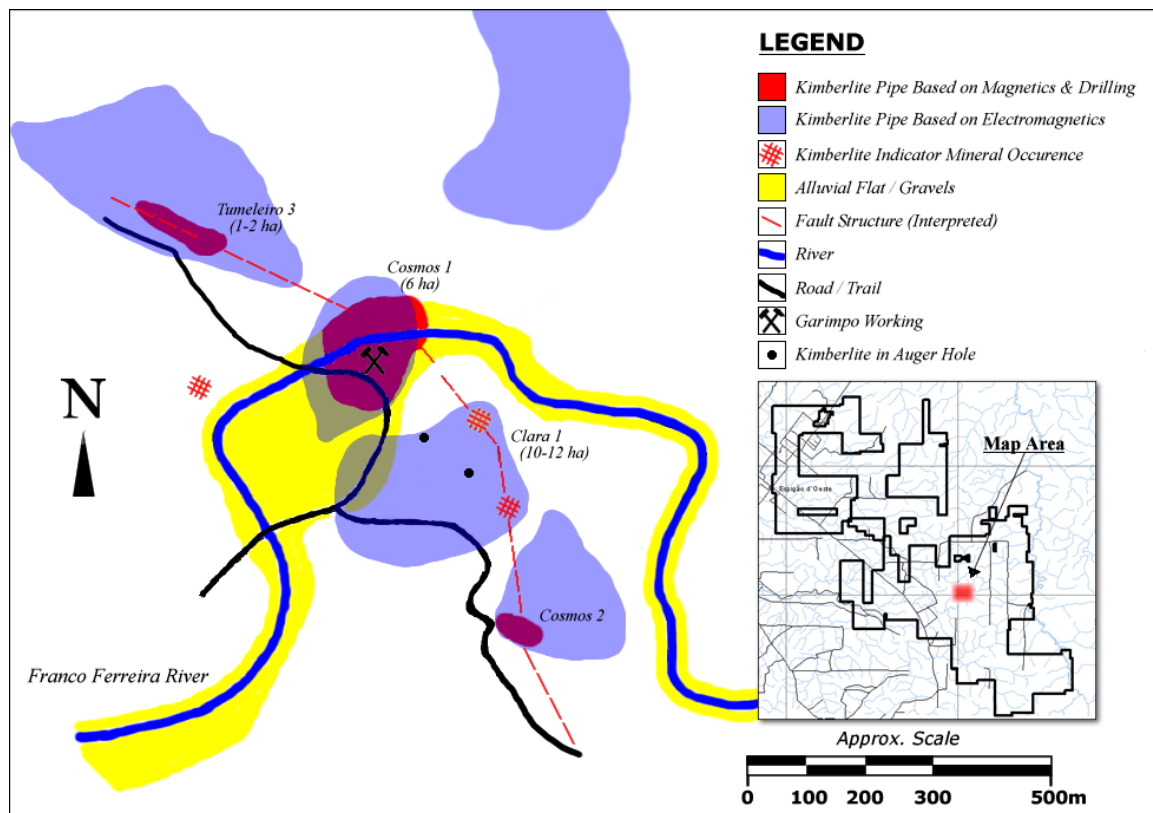 LEGEND
Kimberlite Pipe Based on Magnetics & Drilling
Kimberlite Pipe Based on Electromagnetics
Kimberlite Indicator Mineral Occurence
Alluvial Flat / Gravels
Fault Structure (Interpreted)
River
Road / Trail
Garimpo Working
Kimberlite in Auger Hole
Tumeleiro 3
(1-2 ha)
Cosmos 1
(6 ha)
N
Clara 1
(10-12 ha)
Cosmos 2
Franco Ferreira River
Map Area
Espigão d'Oeste
Approx. Scale
0 100 200 300 500m